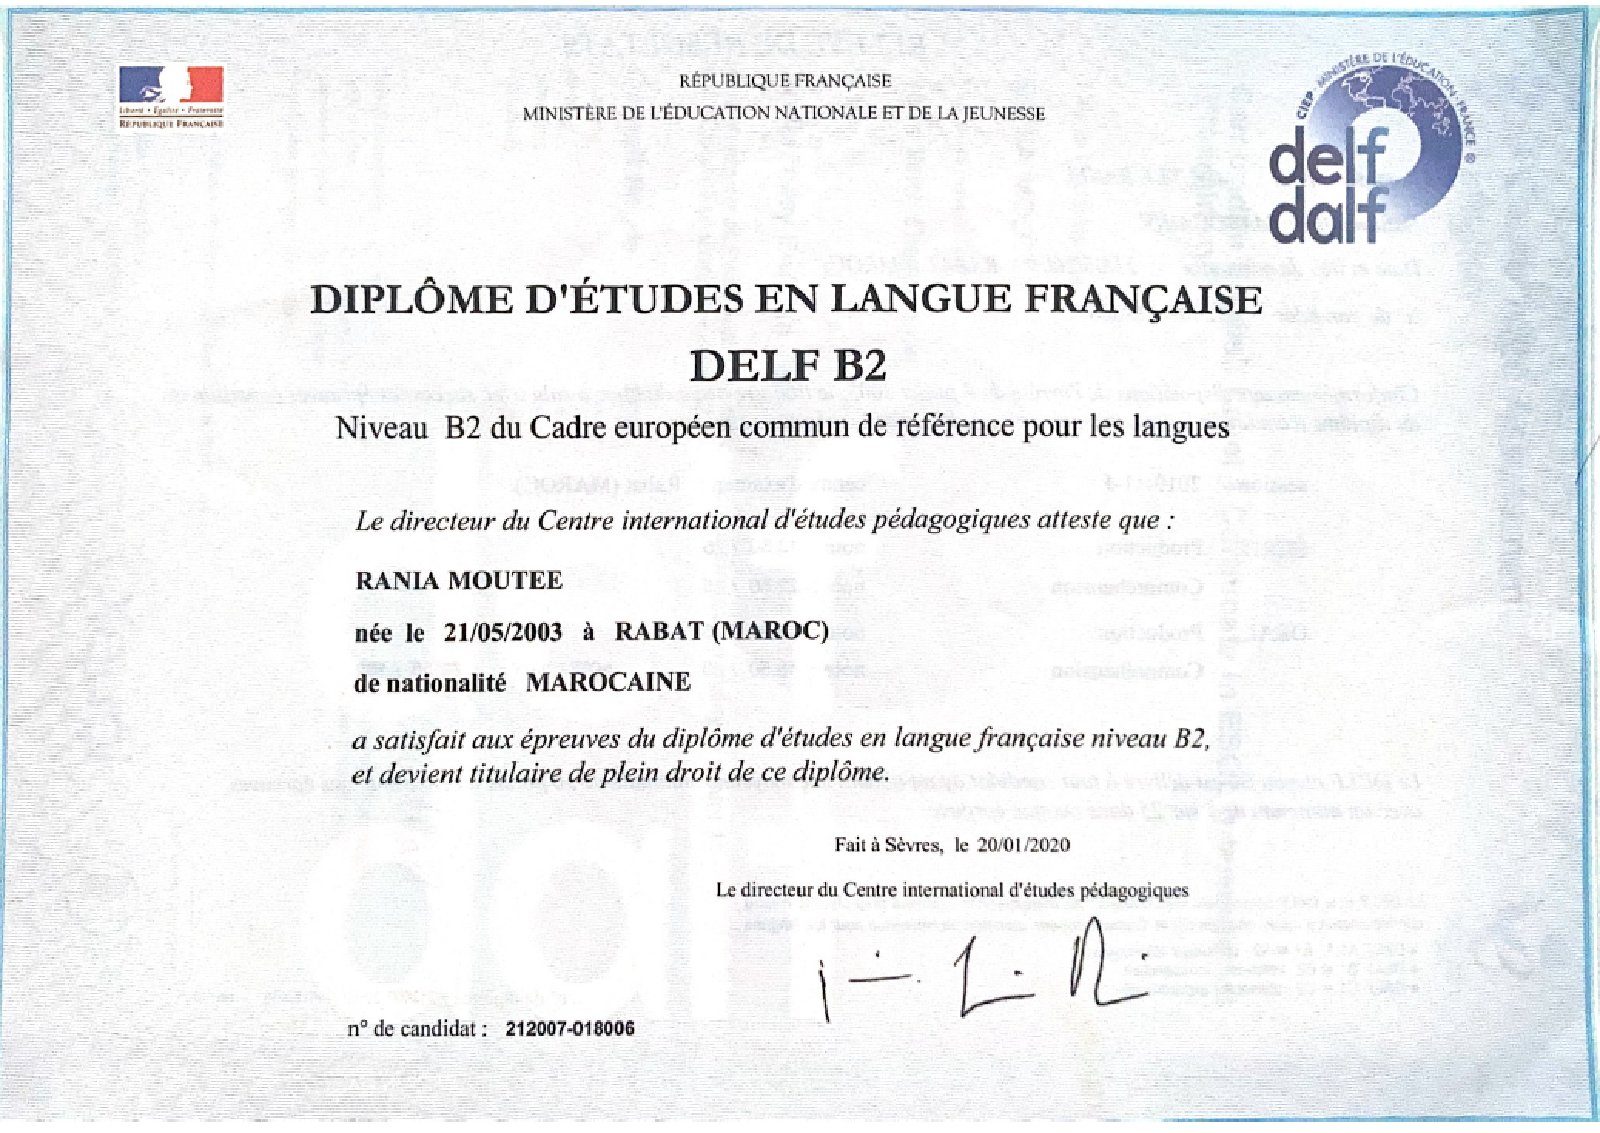 Liberté • Égalité • Fraternité
RÉPUBLIQUE FRANÇAISE
RÉPUBLIQUE FRANÇAISE
MINISTÈRE DE L'ÉDUCATION NATIONALE ET DE LA JEUNESSE
CIEP MINISTÈRE DE L'ÉDUCATION FRANCE ®
delf
dalf
DIPLÔME D'ÉTUDES EN LANGUE FRANÇAISE
DELF B2
Niveau B2 du Cadre européen commun de référence pour les langues
Le directeur du Centre international d'études pédagogiques atteste que :
RANIA MOUTEE
née le 21/05/2003 à RABAT (MAROC)
de nationalité MAROCAINE
a satisfait aux épreuves du diplôme d'études en langue française niveau B2,
et devient titulaire de plein droit de ce diplôme.
Fait à Sèvres, le 20/01/2020
Le directeur du Centre international d'études pédagogiques
n° de candidat : 212007-018006